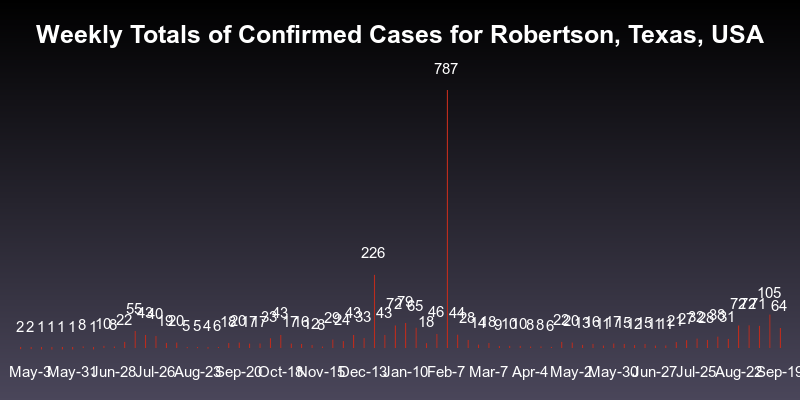 Weekly Totals of Confirmed Cases for Robertson, Texas, USA
2 2 1 1 1 1 8 1 10 8 22 55 43 40 19 20 5 5 4 6 18 20 17 17 33 43 17 16 12 8 29 24 43 33 226 43 72 79 65 18 46 787 44 28 14 18 9 10 10 8 8 6 22 20 13 16 11 17 15 12 15 11 11 21 27 32 28 38 31 72 72 71 105 64
May-3 May-31 Jun-28 Jul-26 Aug-23 Sep-20 Oct-18 Nov-15 Dec-13 Jan-10 Feb-7 Mar-7 Apr-4 May-2 May-30 Jun-27 Jul-25 Aug-22 Sep-19